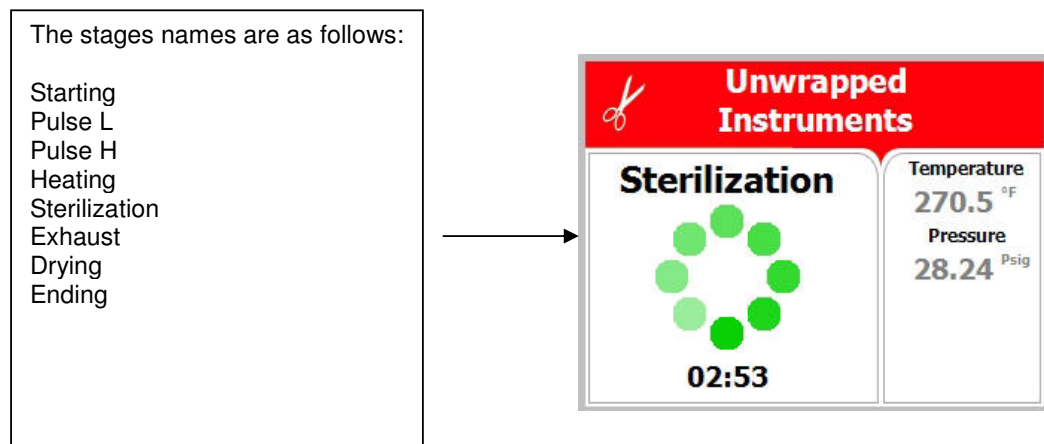 The stages names are as follows:
Starting
Pulse L
Pulse H
Heating
Sterilization
Exhaust
Drying
Ending
Unwrapped
Instruments
Sterilization
02:53
Temperature
270.5 °F
Pressure
28.24 Psig